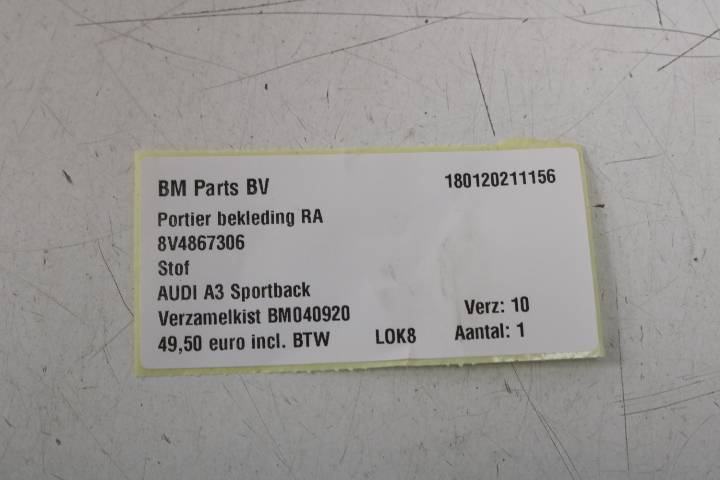 BM Parts BV 180120211156
Portier bekleding RA
8V4867306
Stof
AUDI A3 Sportback
Verzamelkist BM040920 Verz: 10
49,50 euro incl. BTW LOK8 Aantal: 1